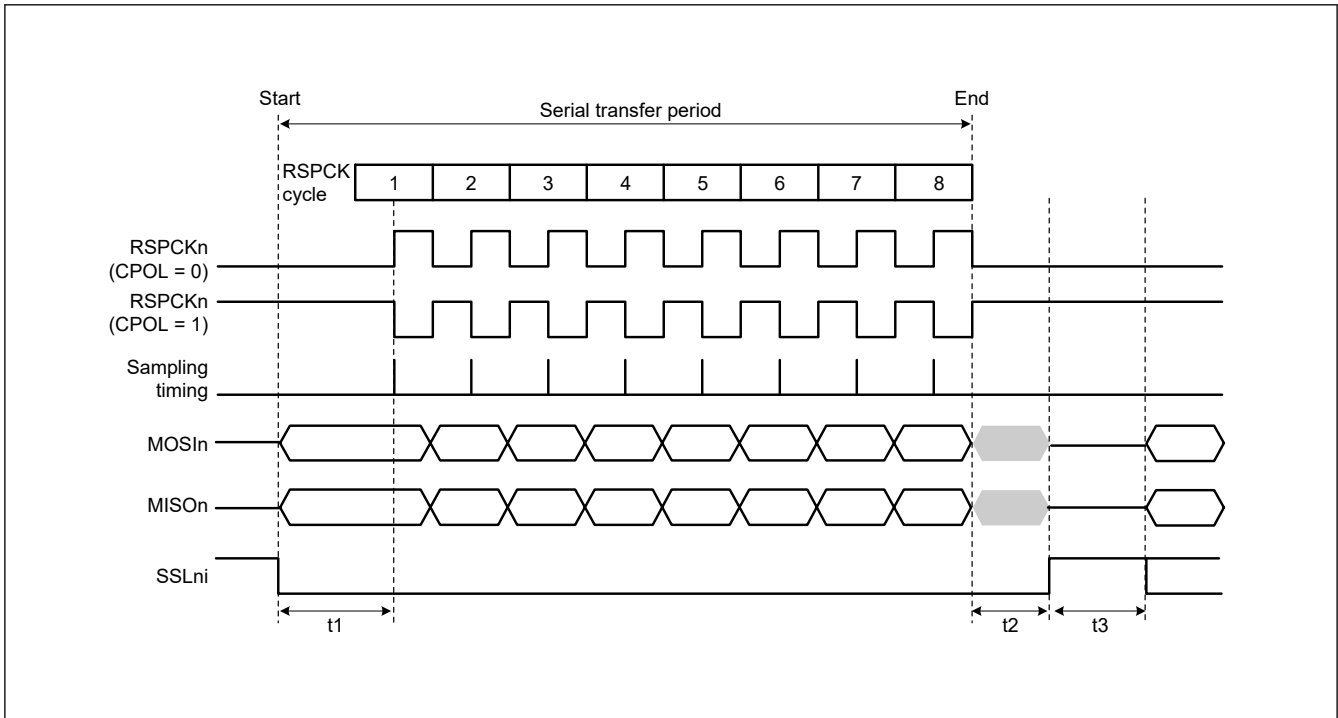 Start
End
Serial transfer period
RSPCK
cycle
1 2 3 4 5 6 7 8
RSPCKn
(CPOL = 0)
RSPCKn
(CPOL = 1)
Sampling
timing
MOSIn
MISOn
SSLni
t1
t2
t3